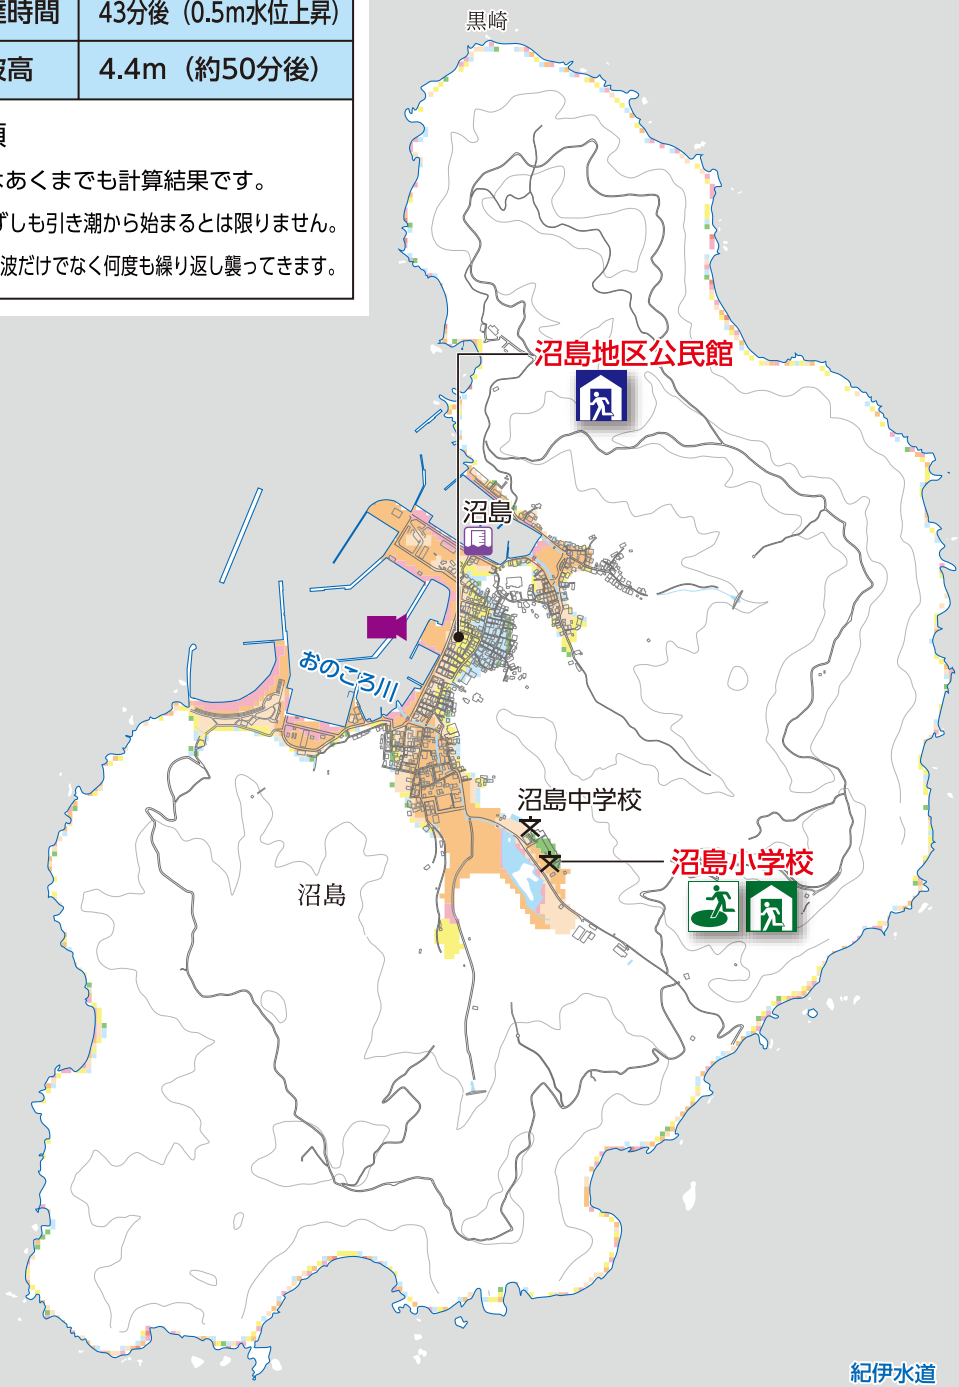 達時間 43分後（0.5m水位上昇）
波高 4.4m（約50分後）
項
はあくまでも計算結果です。
ずしも引き潮から始まるとは限りません。
波だけでなく何度も繰り返し襲ってきます。
黒崎
沼島地区公民館
沼島
おのころ川
沼島中学校
沼島小学校
沼島
紀伊水道